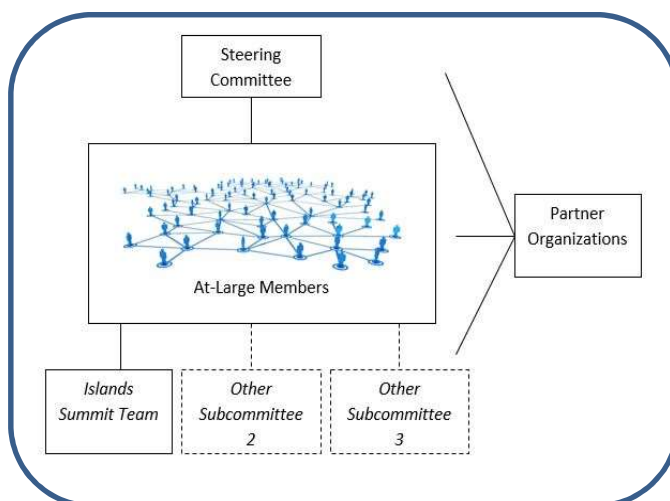 Steering
Committee
At-Large Members
Partner
Organizations
Islands
Summit Team
Other
Subcommittee
2
Other
Subcommittee
3